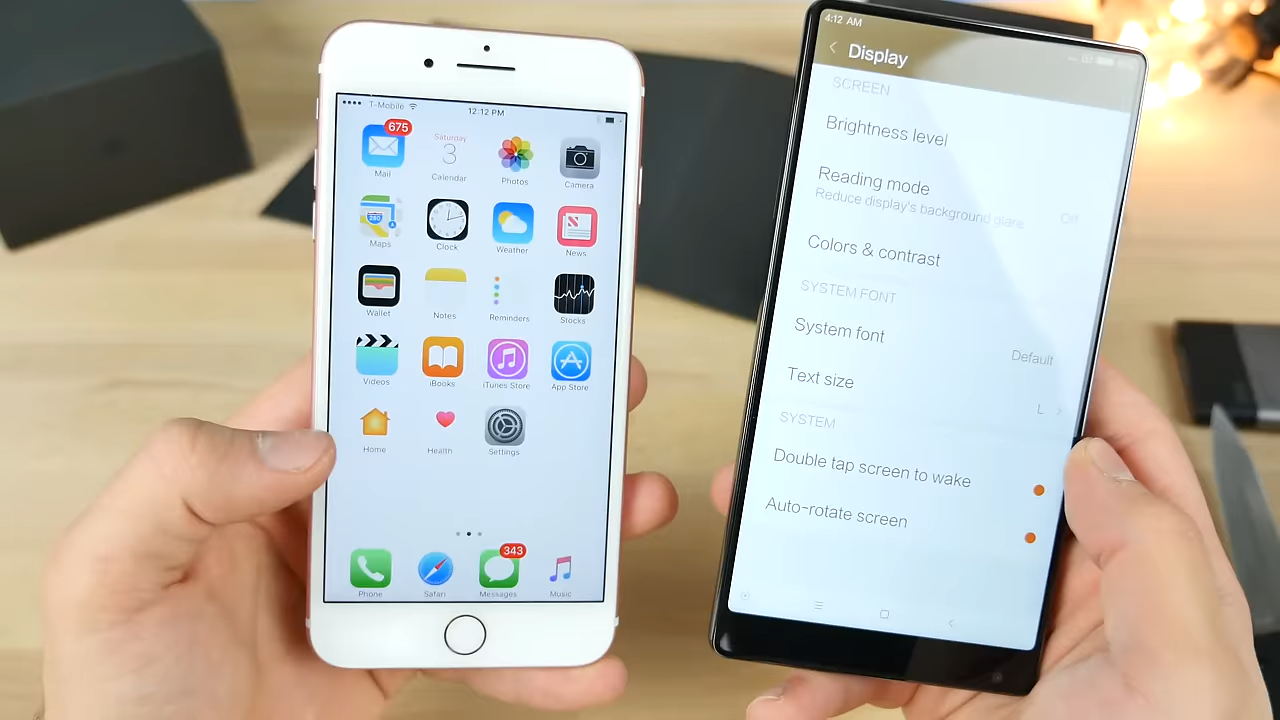 T-Mobile
12:12 PM
675
Mail
Saturday
3
Calendar
Photos
Camera
280
Maps
Clock
Weather
News
Wallet
Notes
Reminders
Stocks
Videos
iBooks
iTunes Store
App Store
Home
Health
Settings
Phone
Safari
343
Messages
Music
4:12 AM
Display
SCREEN
Brightness level
Reading mode
Reduce display's background glare
Off
Colors & contrast
SYSTEM FONT
System font
Default
Text size
L
SYSTEM
Double tap screen to wake
Auto-rotate screen